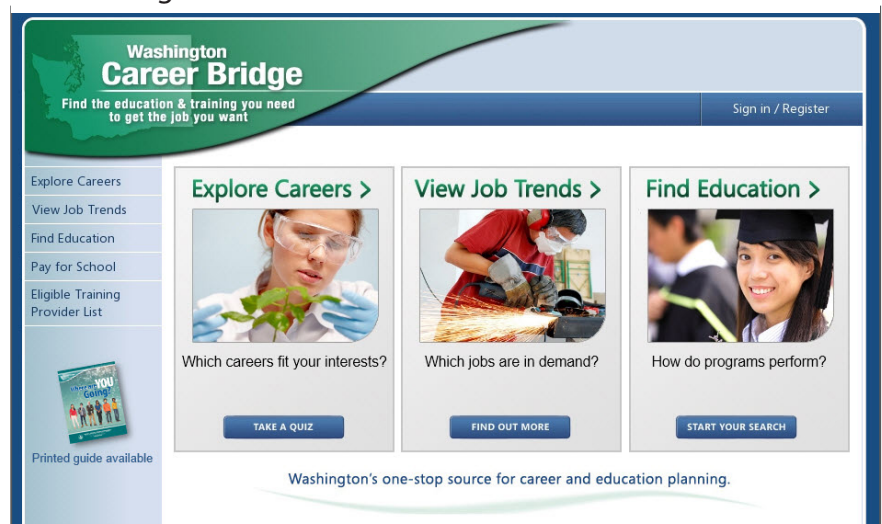 Washington
Career Bridge
Find the education & training you need
to get the job you want
Sign in / Register
Explore Careers
View Job Trends
Find Education
Pay for School
Eligible Training
Provider List
YOU
Going?
Printed guide available
Explore Careers >
Which careers fit your interests?
TAKE A QUIZ
View Job Trends >
Which jobs are in demand?
FIND OUT MORE
Find Education >
How do programs perform?
START YOUR SEARCH
Washington's one-stop source for career and education planning.